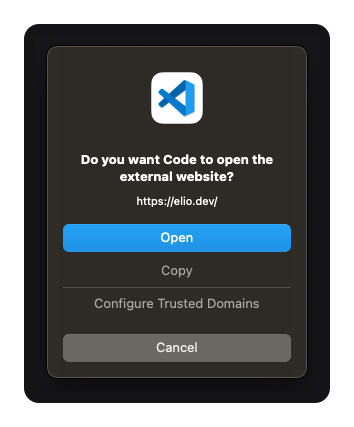 Do you want Code to open the
external website?
https://elio.dev/
Open
Copy
Configure Trusted Domains
Cancel